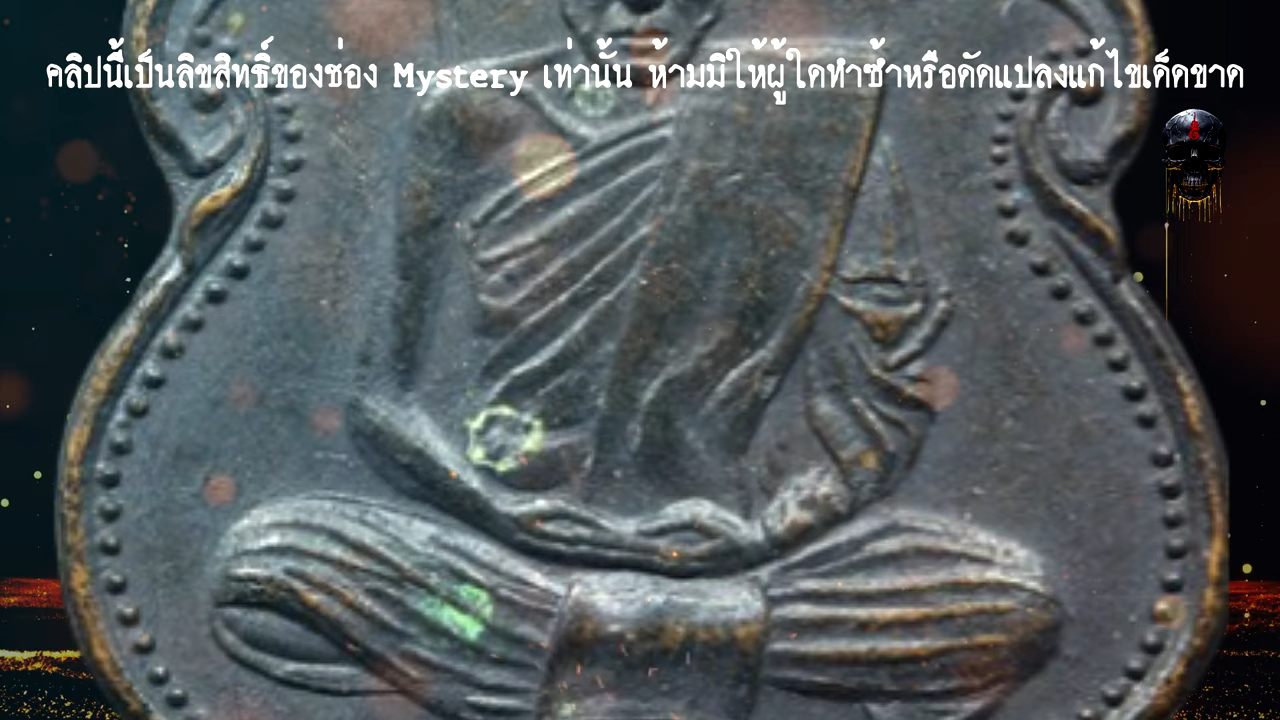 คลิปนี้เป็นลิขสิทธิ์ของช่อง Mystery เท่านั้น ห้ามมิให้ผู้ใดทำซ้ำหรือดัดแปลงแก้ไขเด็ดขาด